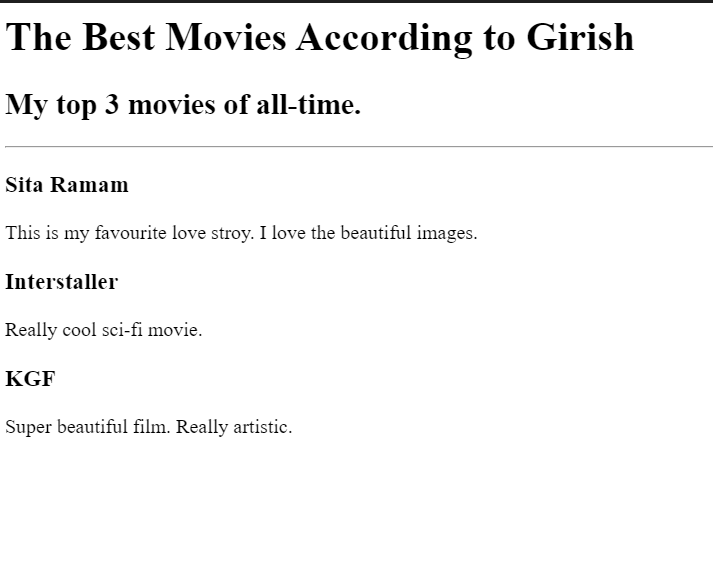 The Best Movies According to Girish
My top 3 movies of all-time.
Sita Ramam
This is my favourite love stroy. I love the beautiful images.
Interstaller
Really cool sci-fi movie.
KGF
Super beautiful film. Really artistic.